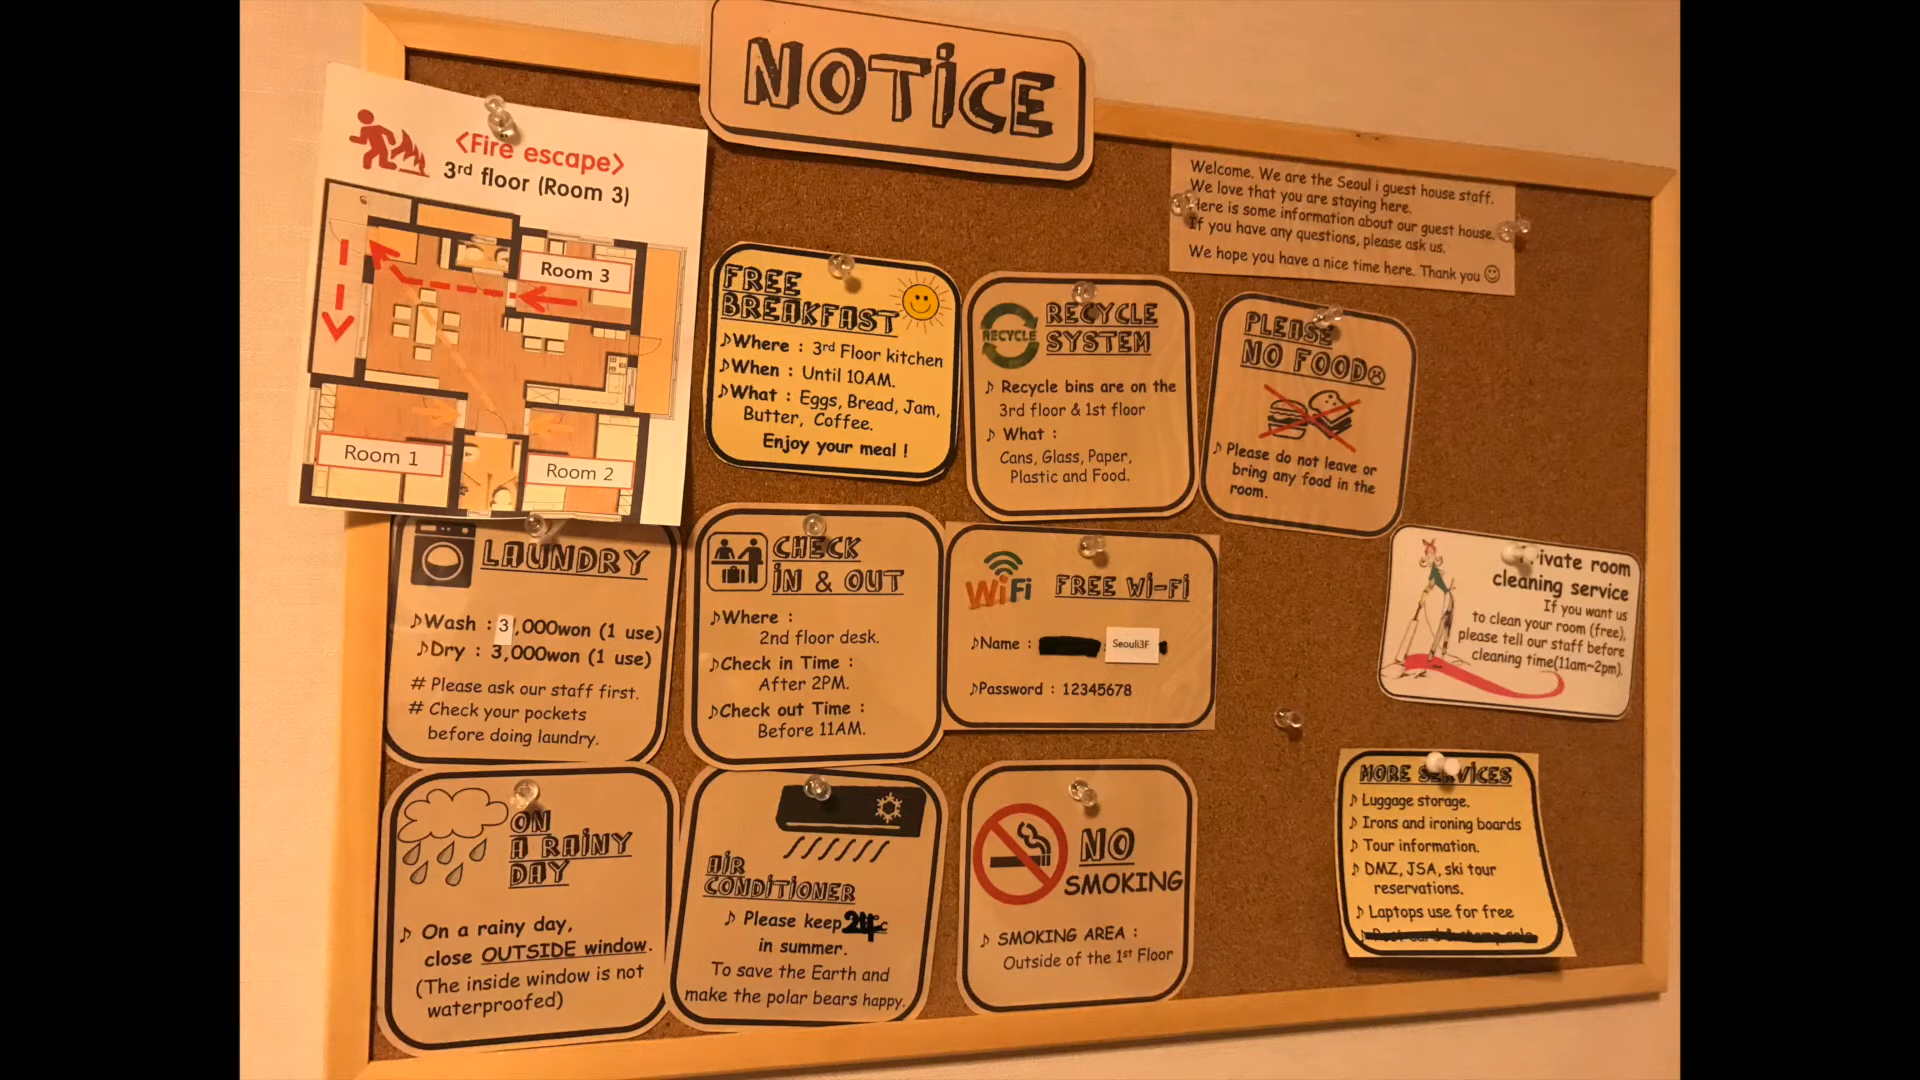 NOTICE
<Fire escape>
3rd floor (Room 3)
Room 3
Room 1
Room 2
Welcome. We are the Seoul i guest house staff.
We love that you are staying here.
Here is some information about our guest house.
If you have any questions, please ask us.
We hope you have a nice time here. Thank you ☺
FREE
BREAKFAST
♪Where : 3rd Floor kitchen
♪When : Until 10AM.
♪What : Eggs, Bread, Jam,
Butter, Coffee.
Enjoy your meal !
RECYCLE
RECYCLE
SYSTEM
♪ Recycle bins are on the
3rd floor & 1st floor
♪ What :
Cans, Glass, Paper,
Plastic and Food.
PLEASE
NO FOOD☹
♪ Please do not leave or
bring any food in the
room.
LAUNDRY
♪Wash : 3,000won (1 use)
♪Dry : 3,000won (1 use)
# Please ask our staff first.
# Check your pockets
before doing laundry.
CHECK
IN & OUT
♪Where :
2nd floor desk.
♪Check in Time :
After 2PM.
♪Check out Time :
Before 11AM.
WiFi
FREE Wi-Fi
♪Name : Seouli3F
♪Password : 12345678
Private room
cleaning service
If you want us
to clean your room (free),
please tell our staff before
cleaning time(11am~2pm).
ON
A RAINY
DAY
♪ On a rainy day,
close OUTSIDE window.
(The inside window is not
waterproofed)
AIR
CONDITIONER
♪ Please keep 24℃
in summer.
To save the Earth and
make the polar bears happy.
NO
SMOKING
♪ SMOKING AREA :
Outside of the 1st Floor
MORE SERVICES
♪ Luggage storage.
♪ Irons and ironing boards
♪ Tour information.
♪ DMZ, JSA, ski tour
reservations.
♪ Laptops use for free